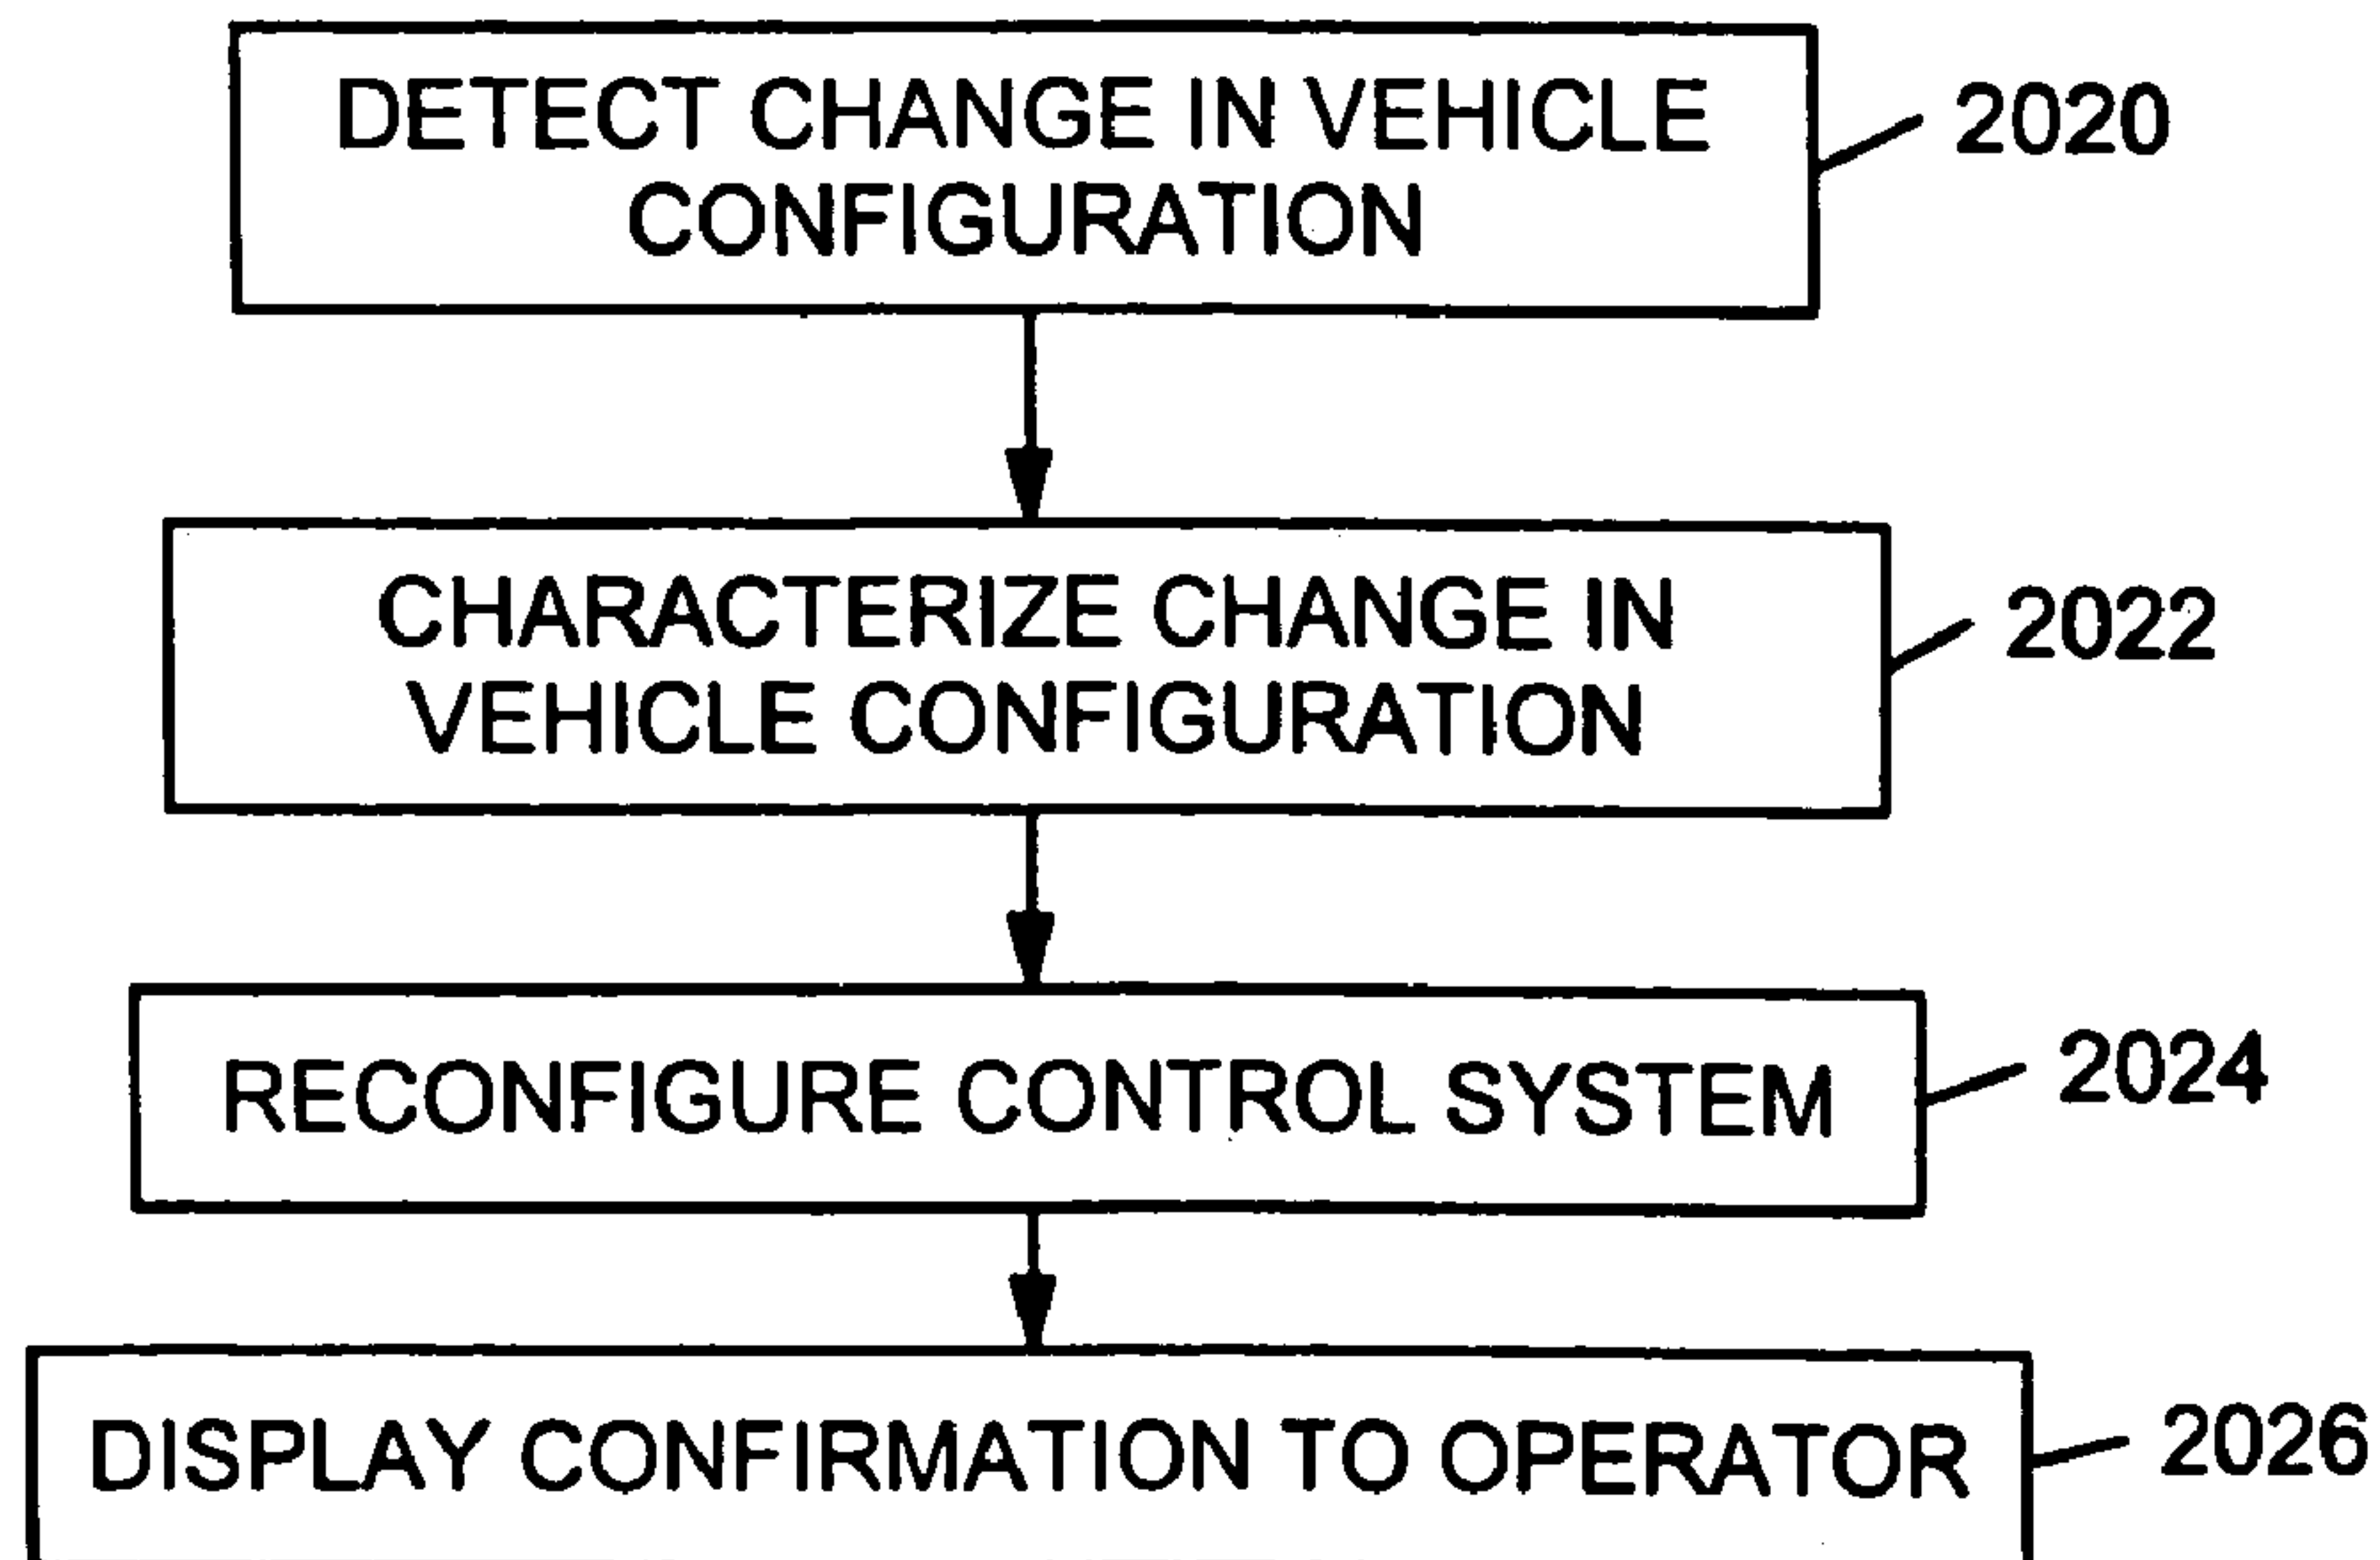 DETECT CHANGE IN VEHICLE
CONFIGURATION
2020
CHARACTERIZE CHANGE IN
VEHICLE CONFIGURATION
2022
RECONFIGURE CONTROL SYSTEM
2024
DISPLAY CONFIRMATION TO OPERATOR
2026